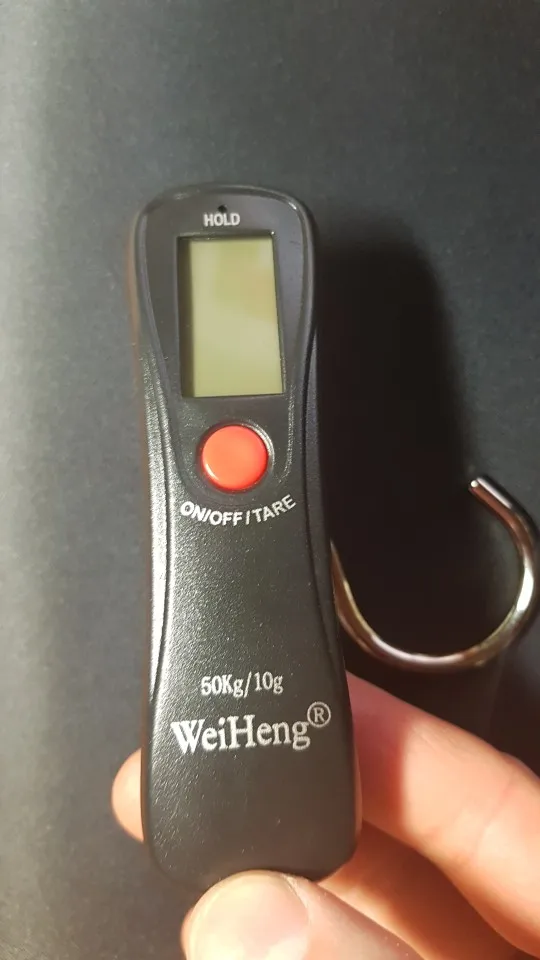 HOLD
ON/OFF/TARE
50Kg/10g
WeiHeng®